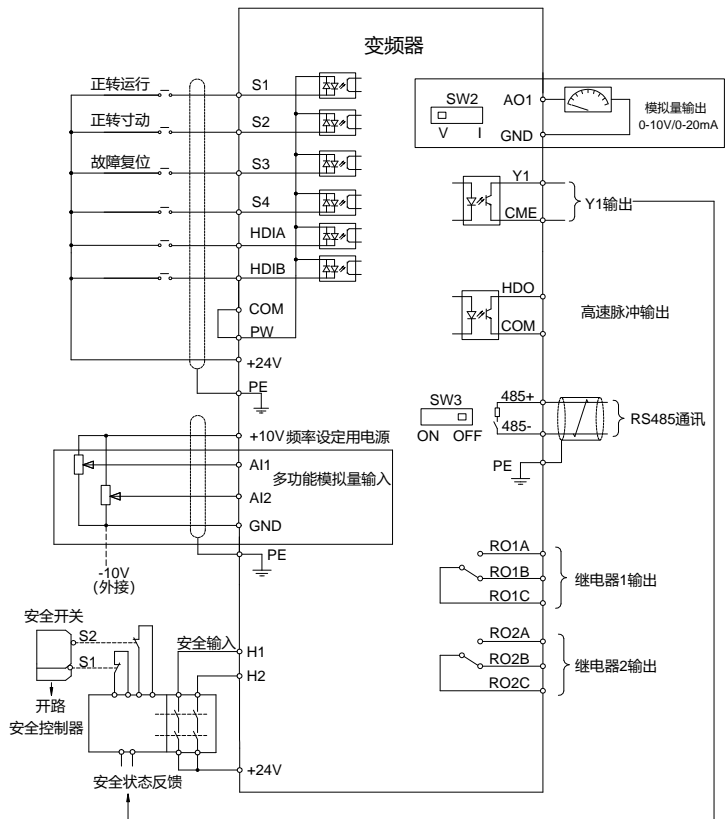 变频器
正转运行
S1
正转寸动
S2
故障复位
S3
S4
HDIA
HDIB
COM
PW
+24V
PE
+10V 频率设定用电源
AI1
多功能模拟量输入
AI2
GND
PE
-10V
(外接)
安全开关
S2
S1
开路
安全控制器
安全输入
H1
H2
+24V
安全状态反馈
SW2
V I
AO1
GND
模拟量输出
0-10V/0-20mA
Y1
CME
Y1输出
HDO
COM
高速脉冲输出
SW3
ON OFF
485+
485-
RS485通讯
PE
RO1A
RO1B
RO1C
继电器1输出
RO2A
RO2B
RO2C
继电器2输出